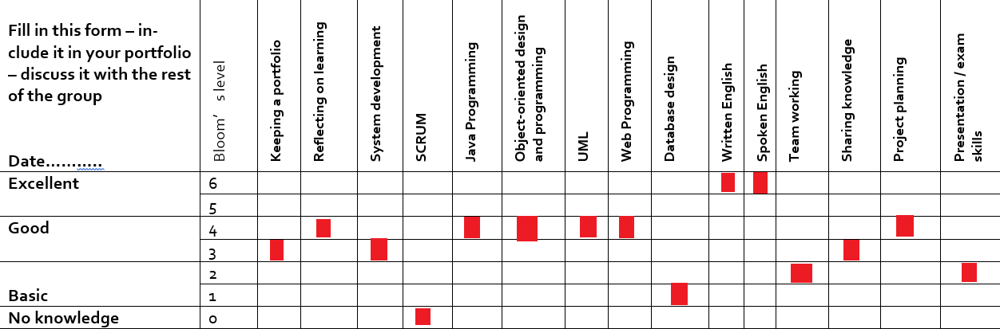 Fill in this form – in-
clude it in your portfolio
– discuss it with the rest
of the group
Date...........
Bloom’ s level
Keeping a portfolio
Reflecting on learning
System development
SCRUM
Java Programming
Object-oriented design
and programming
UML
Web Programming
Database design
Written English
Spoken English
Team working
Sharing knowledge
Project planning
Presentation / exam
skills
Excellent 6
5
Good 4
3
2
Basic 1
No knowledge 0